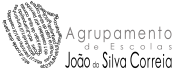 Agrupamento
de Escolas
João da Silva Correia